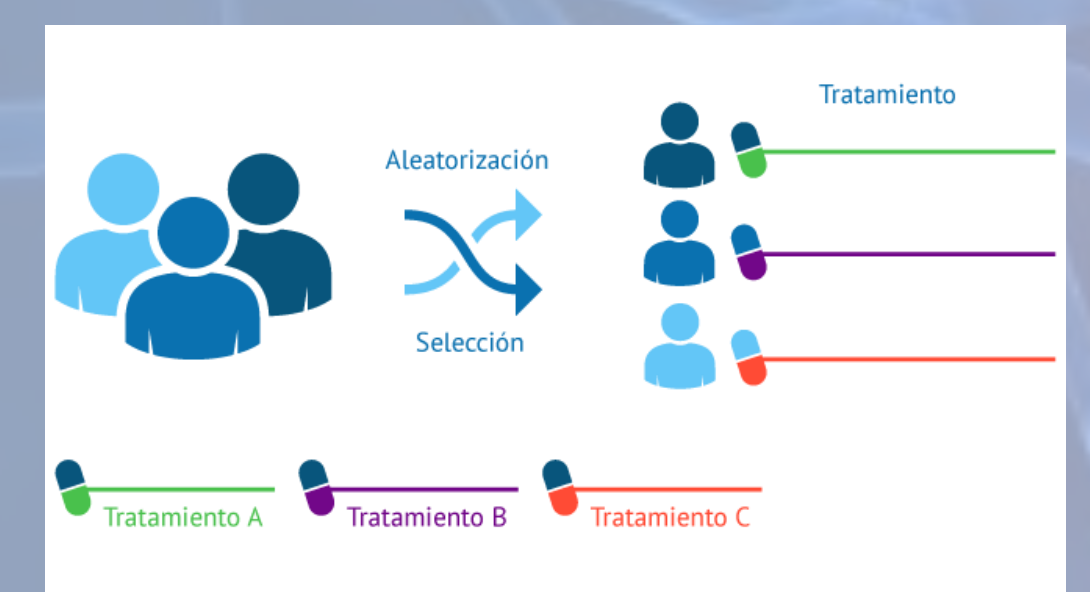 Tratamiento
Aleatorización
Selección
Tratamiento A
Tratamiento B
Tratamiento C